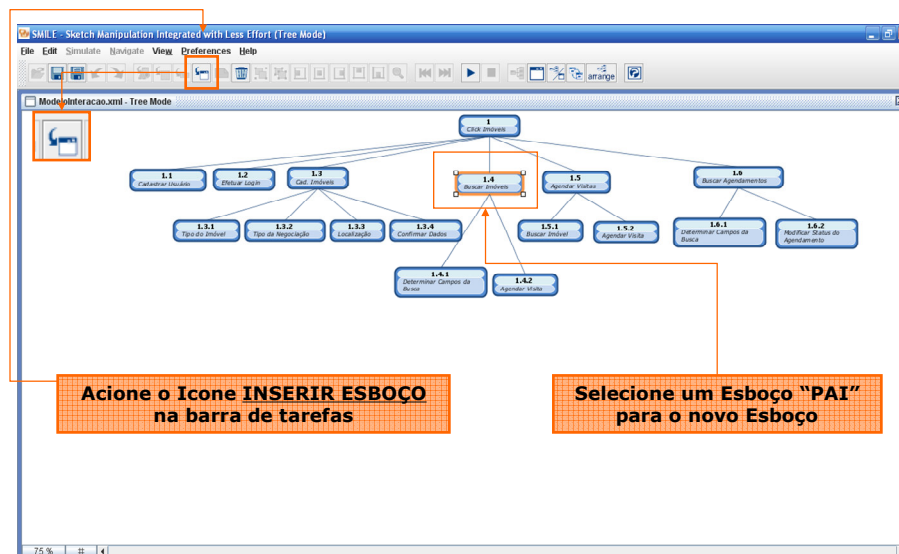 SMILE - Sketch Manipulation Integrated with Less Effort (Tree Mode)
File Edit Simulate Navigate View Preferences Help
arrange
ModeloInteracao.xml - Tree Mode
1
Click Imóveis
1.1
Cadastrar Usuário
1.2
Efetuar Login
1.3
Cad. Imóveis
1.4
Buscar Imóveis
1.5
Agendar Visitas
1.6
Buscar Agendamentos
1.3.1
Tipo do Imóvel
1.3.2
Tipo da Negociação
1.3.3
Localização
1.3.4
Confirmar Dados
1.5.1
Buscar Imóvel
1.5.2
Agendar Visita
1.6.1
Determinar Campos da
Busca
1.6.2
Modificar Status do
Agendamento
1.4.1
Determinar Campos da
Busca
1.4.2
Agendar Visita
Acione o Icone INSERIR ESBOÇO
na barra de tarefas
Selecione um Esboço “PAI”
para o novo Esboço
75 %